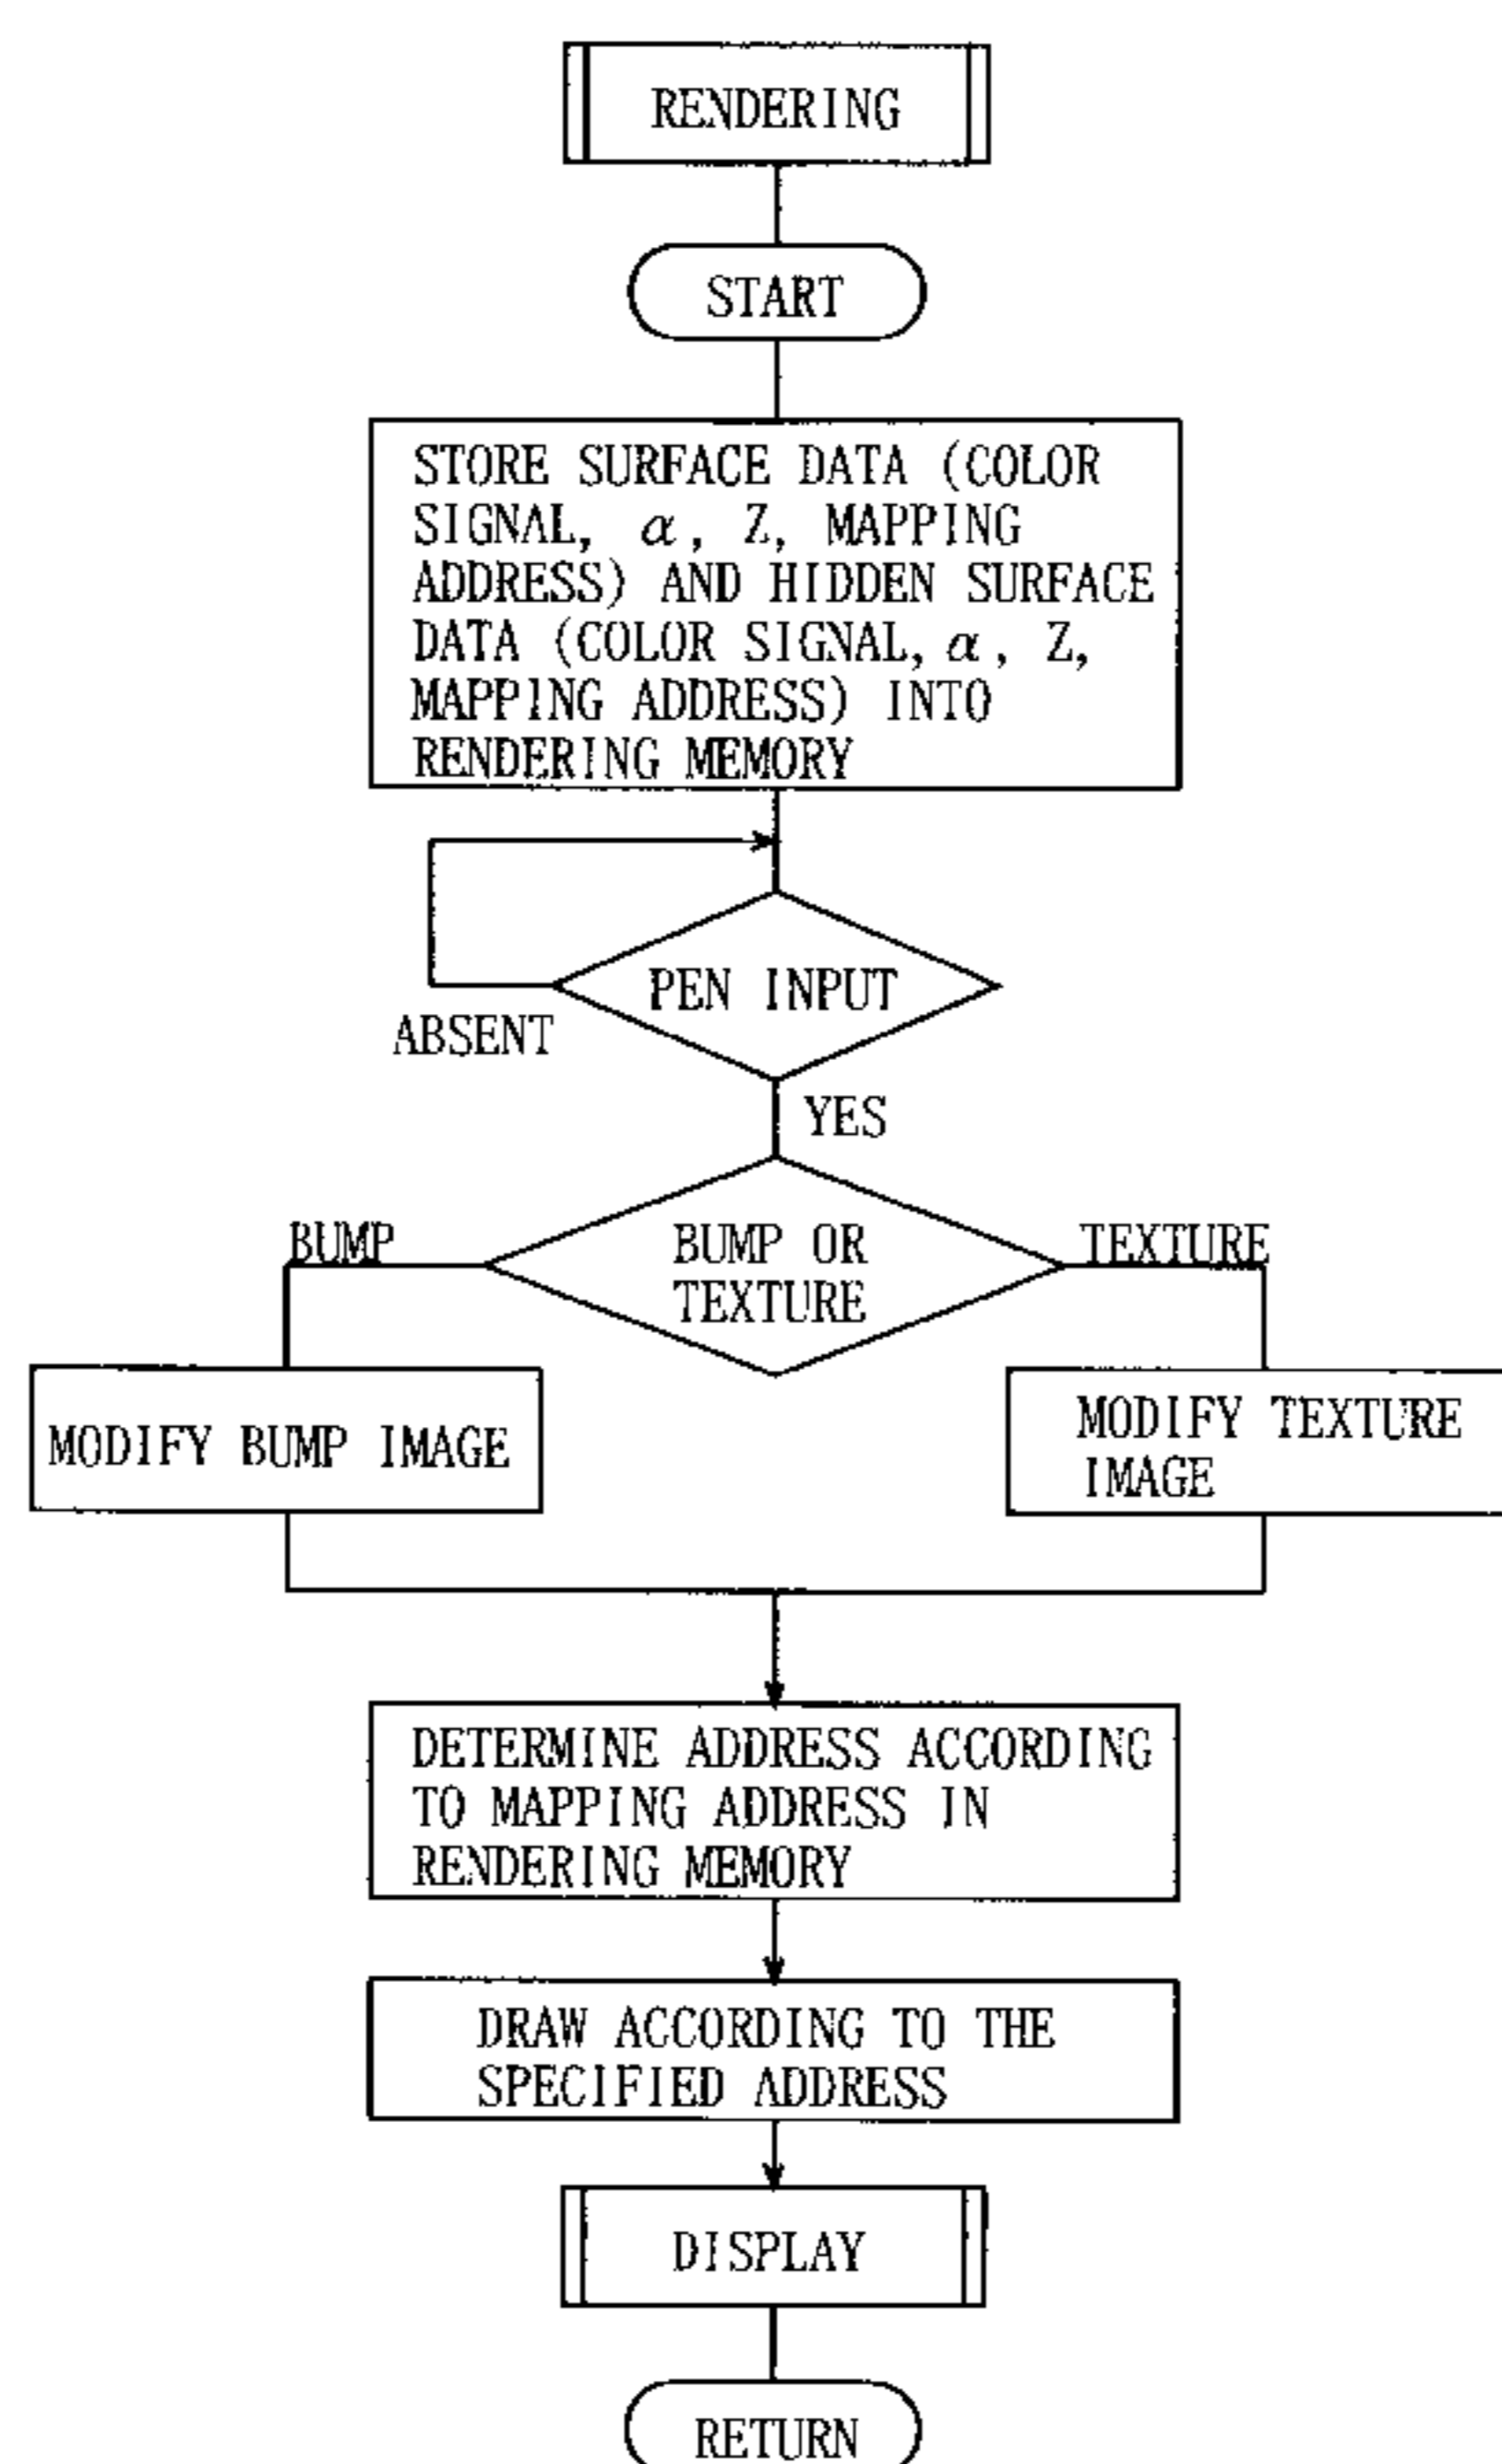 RENDERING
START
STORE SURFACE DATA (COLOR
SIGNAL, α, Z, MAPPING
ADDRESS) AND HIDDEN SURFACE
DATA (COLOR SIGNAL, α, Z,
MAPPING ADDRESS) INTO
RENDERING MEMORY
PEN INPUT
ABSENT
YES
BUMP
BUMP OR
TEXTURE
TEXTURE
MODIFY BUMP IMAGE
MODIFY TEXTURE
IMAGE
DETERMINE ADDRESS ACCORDING
TO MAPPING ADDRESS IN
RENDERING MEMORY
DRAW ACCORDING TO THE
SPECIFIED ADDRESS
DISPLAY
RETURN